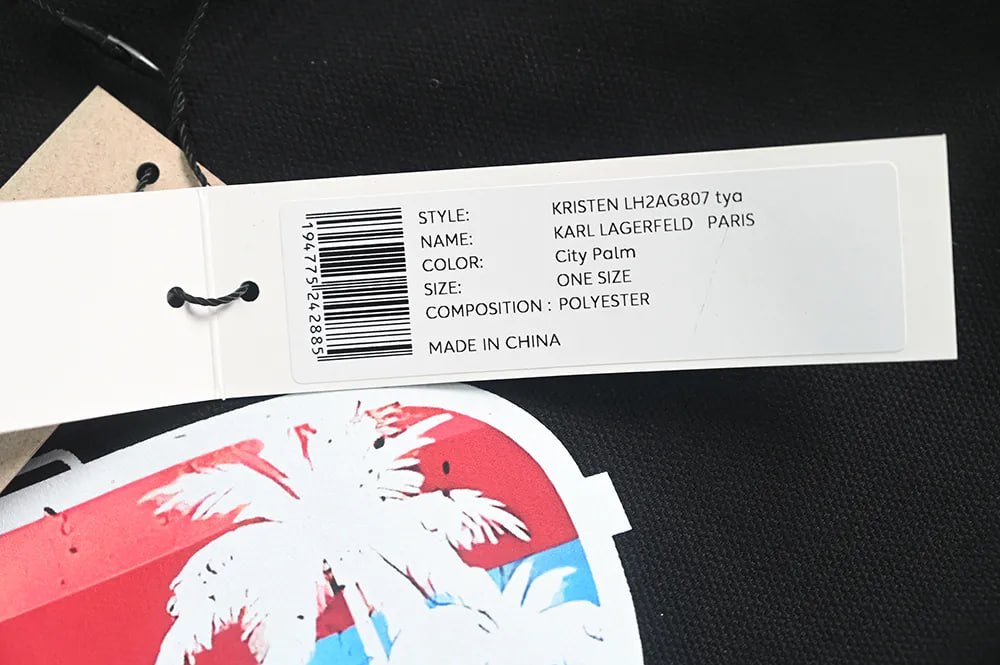 STYLE: KRISTEN LH2AG807 tya
NAME: KARL LAGERFELD PARIS
COLOR: City Palm
SIZE: ONE SIZE
COMPOSITION : POLYESTER
MADE IN CHINA
194775242885